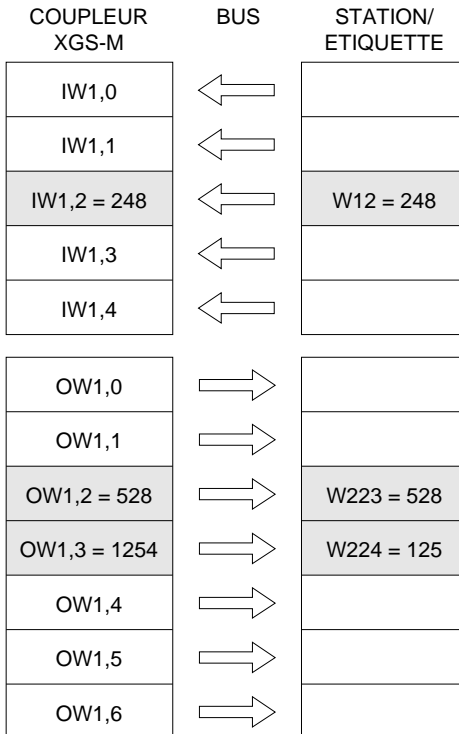 COUPLEUR XGS-M
BUS
STATION/ ETIQUETTE
IW1,0
IW1,1
IW1,2 = 248
W12 = 248
IW1,3
IW1,4
OW1,0
OW1,1
OW1,2 = 528
W223 = 528
OW1,3 = 1254
W224 = 125
OW1,4
OW1,5
OW1,6